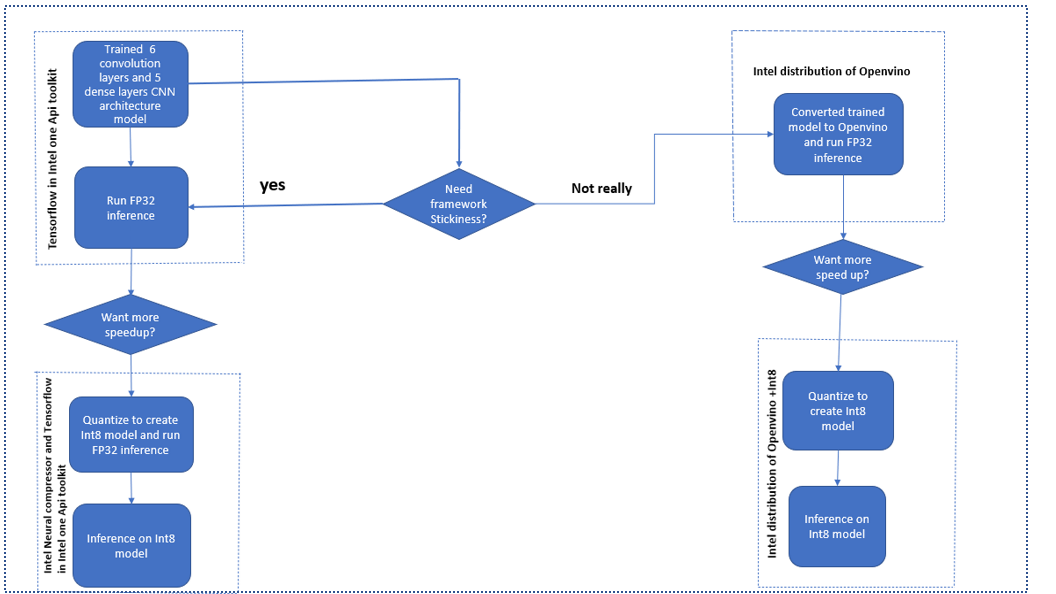 Tensorflow in Intel one Api toolkit
Trained 6
convolution
layers and 5
dense layers CNN
architecture
model
Run FP32
inference
yes
Need
framework
Stickiness?
Not really
Intel distribution of Openvino
Converted trained
model to Openvino
and run FP32
inference
Want more
speedup?
Want more
speed up?
Intel Neural compressor and Tensorflow
in Intel one Api toolkit
Quantize to create
Int8 model and run
FP32 inference
Inference on Int8
model
Intel distribution of Openvino +Int8
Quantize to
create Int8
model
Inference on
Int8 model